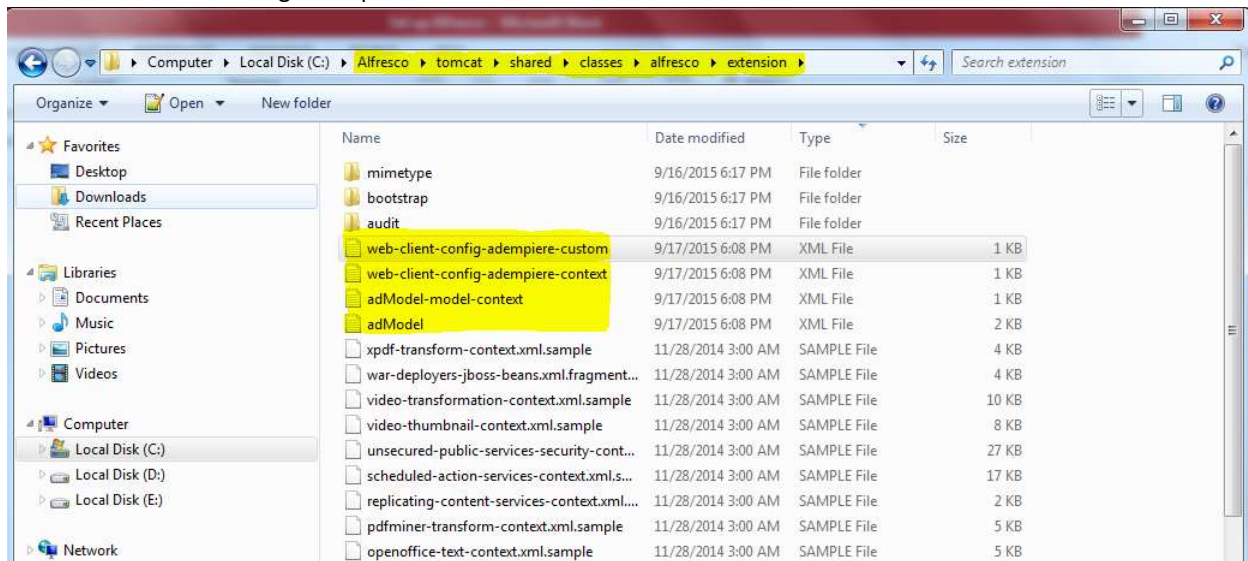 Computer ▸ Local Disk (C:) ▸ Alfresco ▸ tomcat ▸ shared ▸ classes ▸ alfresco ▸ extension ▸ Search extension
Organize Open New folder
Name Date modified Type Size
Favorites
Desktop
Downloads
Recent Places
Libraries
Documents
Music
Pictures
Videos
Computer
Local Disk (C:)
Local Disk (D:)
Local Disk (E:)
Network
mimetype 9/16/2015 6:17 PM File folder
bootstrap 9/16/2015 6:17 PM File folder
audit 9/16/2015 6:17 PM File folder
web-client-config-adempiere-custom 9/17/2015 6:08 PM XML File 1 KB
web-client-config-adempiere-context 9/17/2015 6:08 PM XML File 1 KB
adModel-model-context 9/17/2015 6:08 PM XML File 1 KB
adModel 9/17/2015 6:08 PM XML File 2 KB
xpdf-transform-context.xml.sample 11/28/2014 3:00 AM SAMPLE File 4 KB
war-deployers-jboss-beans.xml.fragment... 11/28/2014 3:00 AM SAMPLE File 4 KB
video-transformation-context.xml.sample 11/28/2014 3:00 AM SAMPLE File 10 KB
video-thumbnail-context.xml.sample 11/28/2014 3:00 AM SAMPLE File 8 KB
unsecured-public-services-security-cont... 11/28/2014 3:00 AM SAMPLE File 27 KB
scheduled-action-services-context.xml.s... 11/28/2014 3:00 AM SAMPLE File 17 KB
replicating-content-services-context.xml.... 11/28/2014 3:00 AM SAMPLE File 2 KB
pdfminer-transform-context.xml.sample 11/28/2014 3:00 AM SAMPLE File 5 KB
openoffice-text-context.xml.sample 11/28/2014 3:00 AM SAMPLE File 5 KB